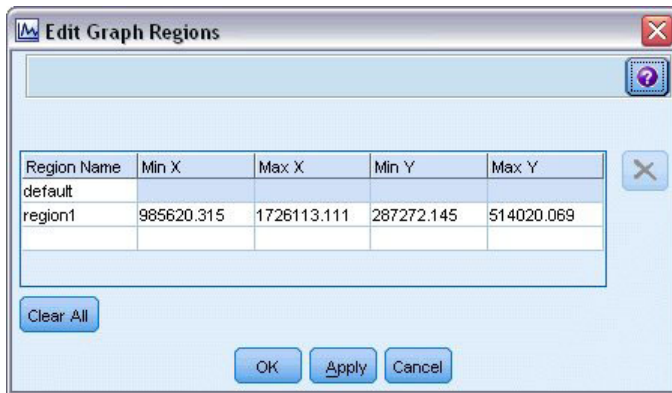 Edit Graph Regions
Region Name Min X Max X Min Y Max Y
default
region1 985620.315 1726113.111 287272.145 514020.069
Clear All
OK Apply Cancel